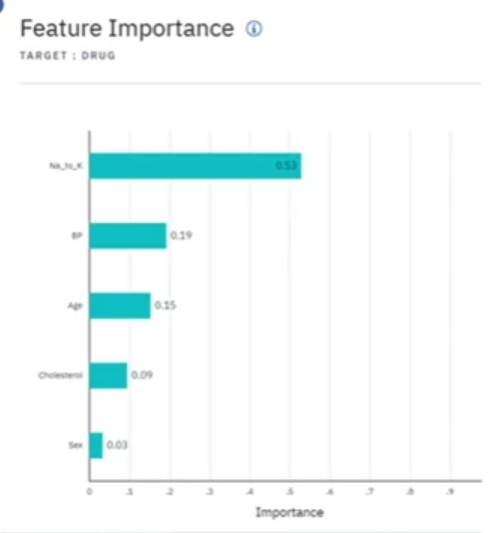 Feature Importance
TARGET : DRUG
Na_to_K
0.53
BP
0.19
Age
0.15
Cholesterol
0.09
Sex
0.03
0 .1 .2 .3 .4 .5 .6 .7 .8 .9
Importance